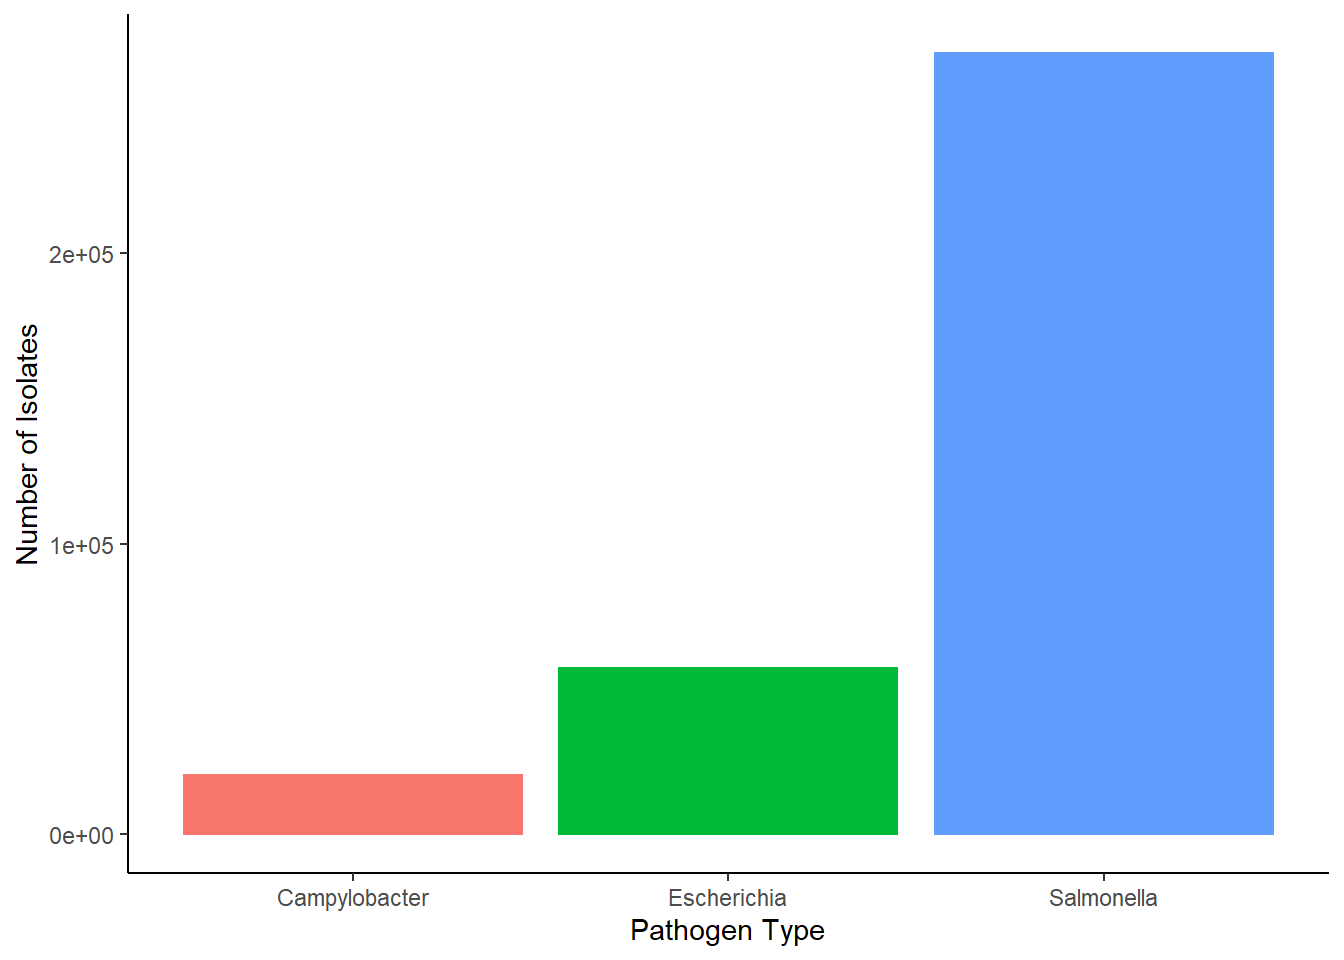 Number of Isolates
2e+05
1e+05
0e+00
Campylobacter
Escherichia
Salmonella
Pathogen Type